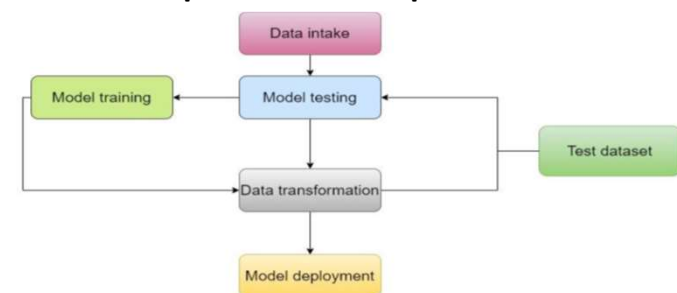 Data intake
Model training
Model testing
Test dataset
Data transformation
Model deployment